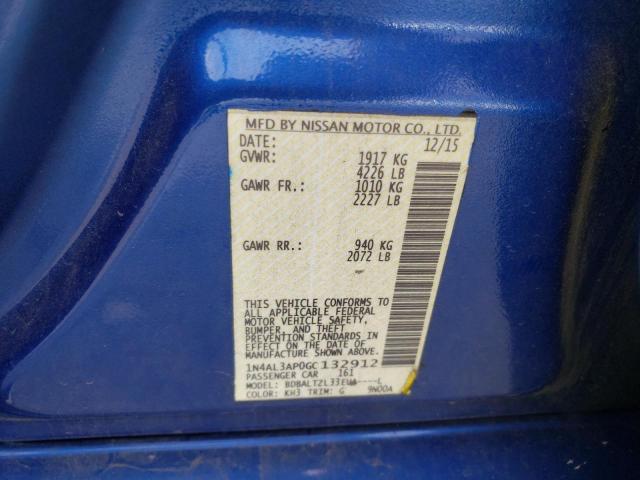 MFD BY NISSAN MOTOR CO., LTD.
DATE: 12/15
GVWR: 1917 KG
4226 LB
GAWR FR.: 1010 KG
2227 LB
GAWR RR.: 940 KG
2072 LB
THIS VEHICLE CONFORMS TO
ALL APPLICABLE FEDERAL
MOTOR VEHICLE SAFETY,
BUMPER, AND THEFT
PREVENTION STANDARDS IN
EFFECT ON THE DATE OF
MANUFACTURE SHOWN ABOVE.
1N4AL3AP0GC132912
PASSENGER CAR 161
MODEL: BDBALTZL33EUA----L
COLOR: KH3 TRIM: G 9N00A